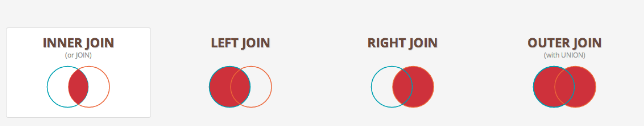 INNER JOIN
(or JOIN)
LEFT JOIN
RIGHT JOIN
OUTER JOIN
(with UNION)